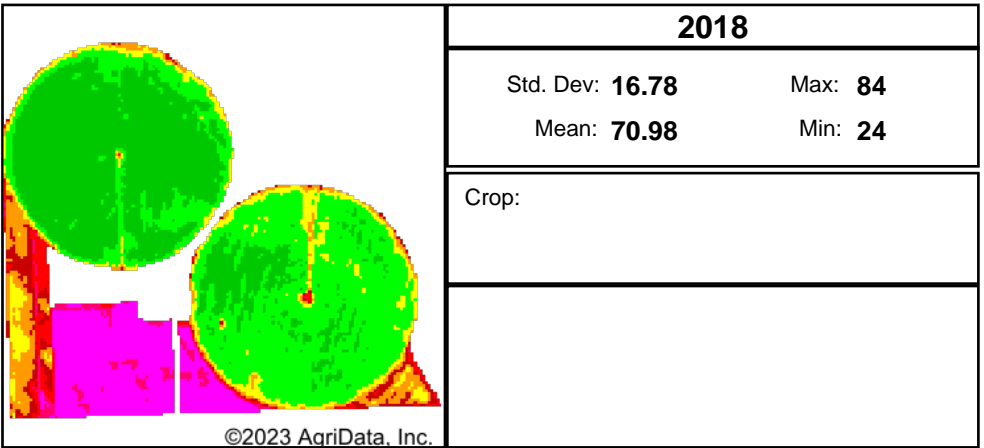 2018
Std. Dev: 16.78 Max: 84
Mean: 70.98 Min: 24
Crop:
©2023 AgriData, Inc.